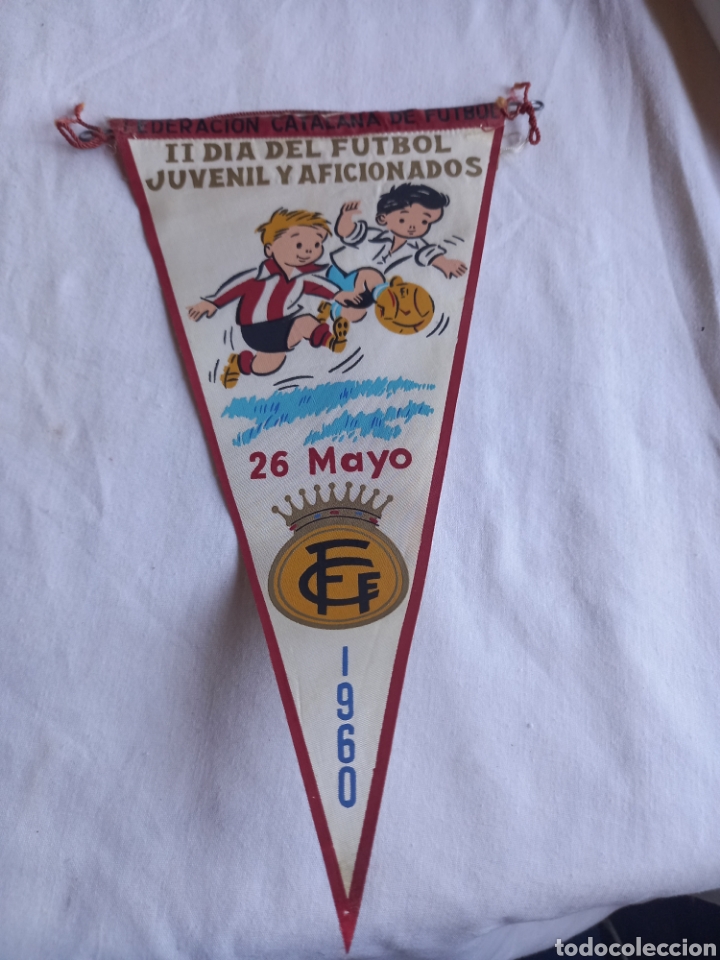 FEDERACION CATALANA DE FUTBOL
II DIA DEL FUTBOL
JUVENIL Y AFICIONADOS
26 Mayo
FCF
1960
todocoleccion